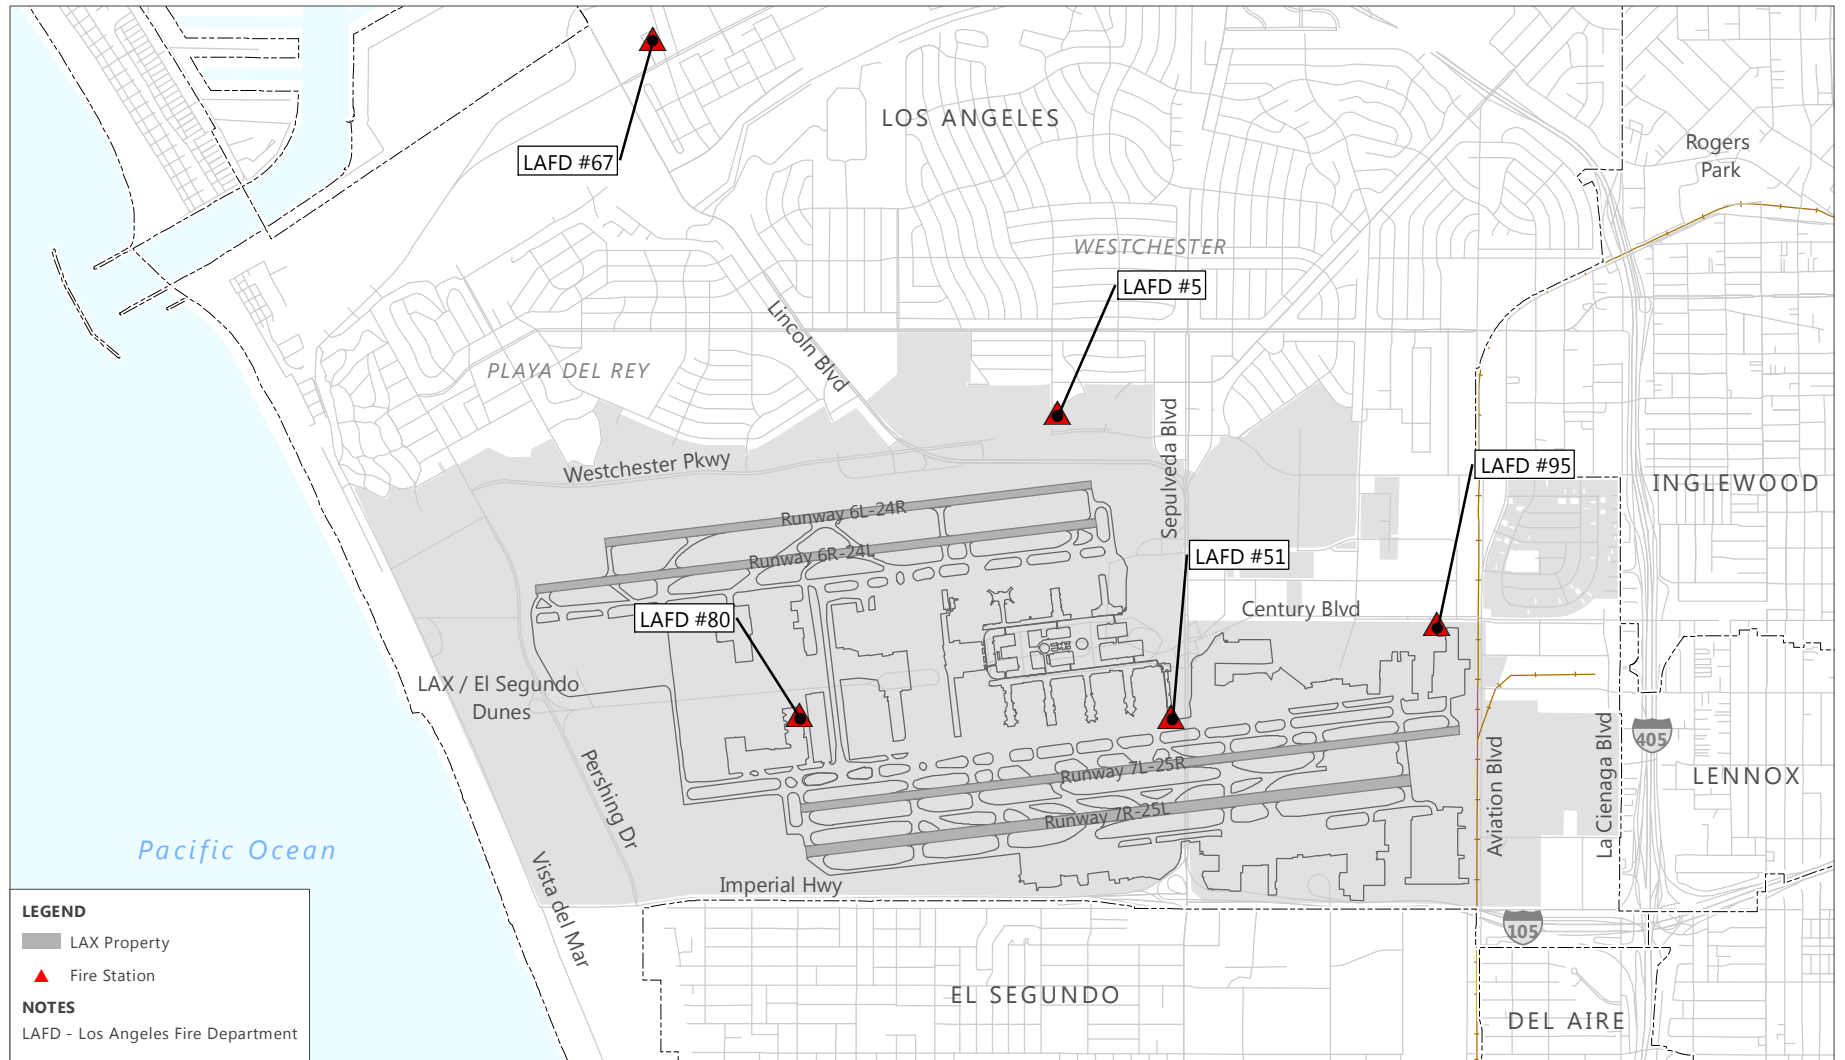 LOS ANGELES
Rogers
Park
LAFD #67
WESTCHESTER
LAFD #5
Lincoln Blvd
PLAYA DEL REY
Sepulveda Blvd
Westchester Pkwy
LAFD #95
INGLEWOOD
Runway 6L-24R
Runway 6R-24L
LAFD #51
Century Blvd
LAFD #80
LAX / El Segundo
Dunes
Pershing Dr
Runway 7L-25R
Runway 7R-25L
Aviation Blvd
La Cienaga Blvd
405
LENNOX
Pacific Ocean
Vista del Mar
Imperial Hwy
105
EL SEGUNDO
DEL AIRE
LEGEND
LAX Property
Fire Station
NOTES
LAFD - Los Angeles Fire Department